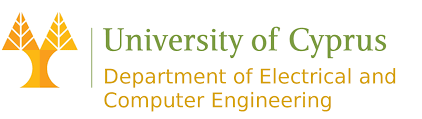 University of Cyprus
Department of Electrical and
Computer Engineering